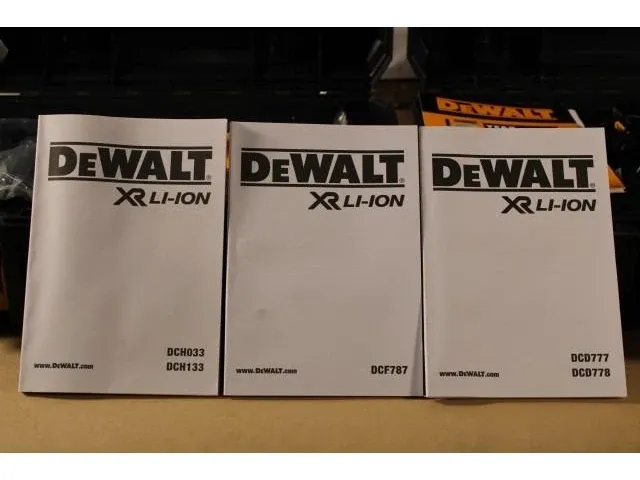 DEWALT
DEWALT®
XR LI-ION
DCH033
DCH133
www.DEWALT.com
DEWALT®
XR LI-ION
DCF787
www.DEWALT.com
DEWALT®
XR LI-ION
DCD777
DCD778
www.DEWALT.com